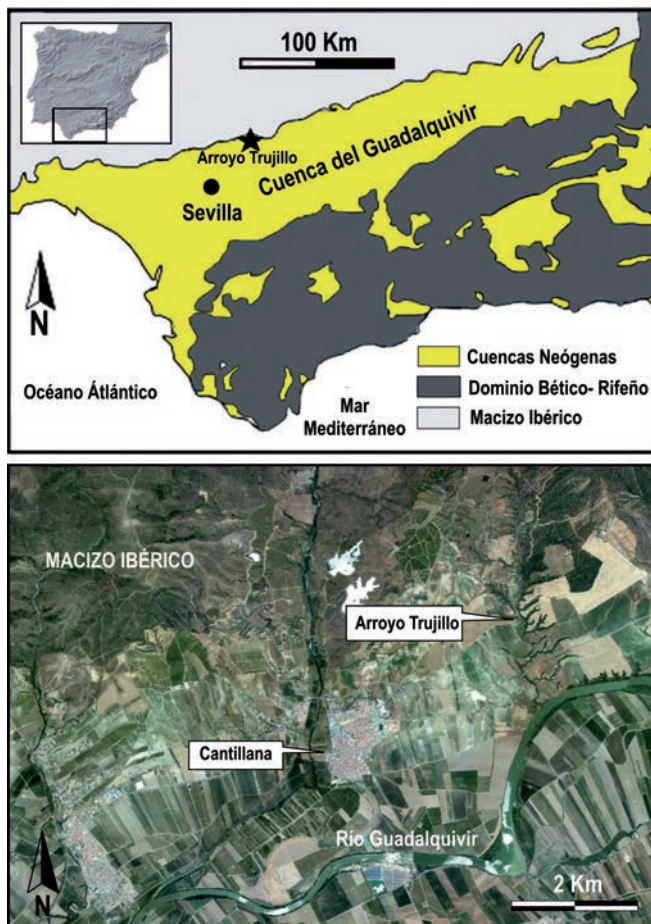 100 Km
Arroyo Trujillo
Cuenca del Guadalquivir
Sevilla
N
Océano Átlántico
Mar
Mediterráneo
Cuencas Neógenas
Dominio Bético- Rifeño
Macizo Ibérico
MACIZO IBÉRICO
Arroyo Trujillo
Cantillana
Río Guadalquivir
N
2 Km